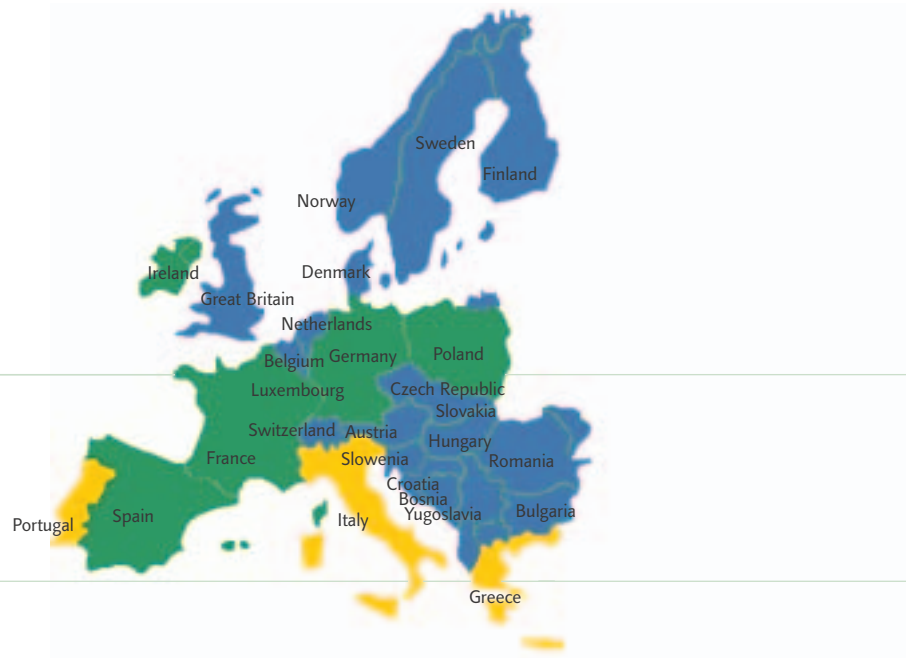 Sweden
Finland
Norway
Ireland
Denmark
Great Britain
Netherlands
Belgium
Germany
Poland
Luxembourg
Czech Republic
Slovakia
Switzerland
Austria
Hungary
France
Slowenia
Romania
Croatia
Bosnia
Yugoslavia
Bulgaria
Portugal
Spain
Italy
Greece